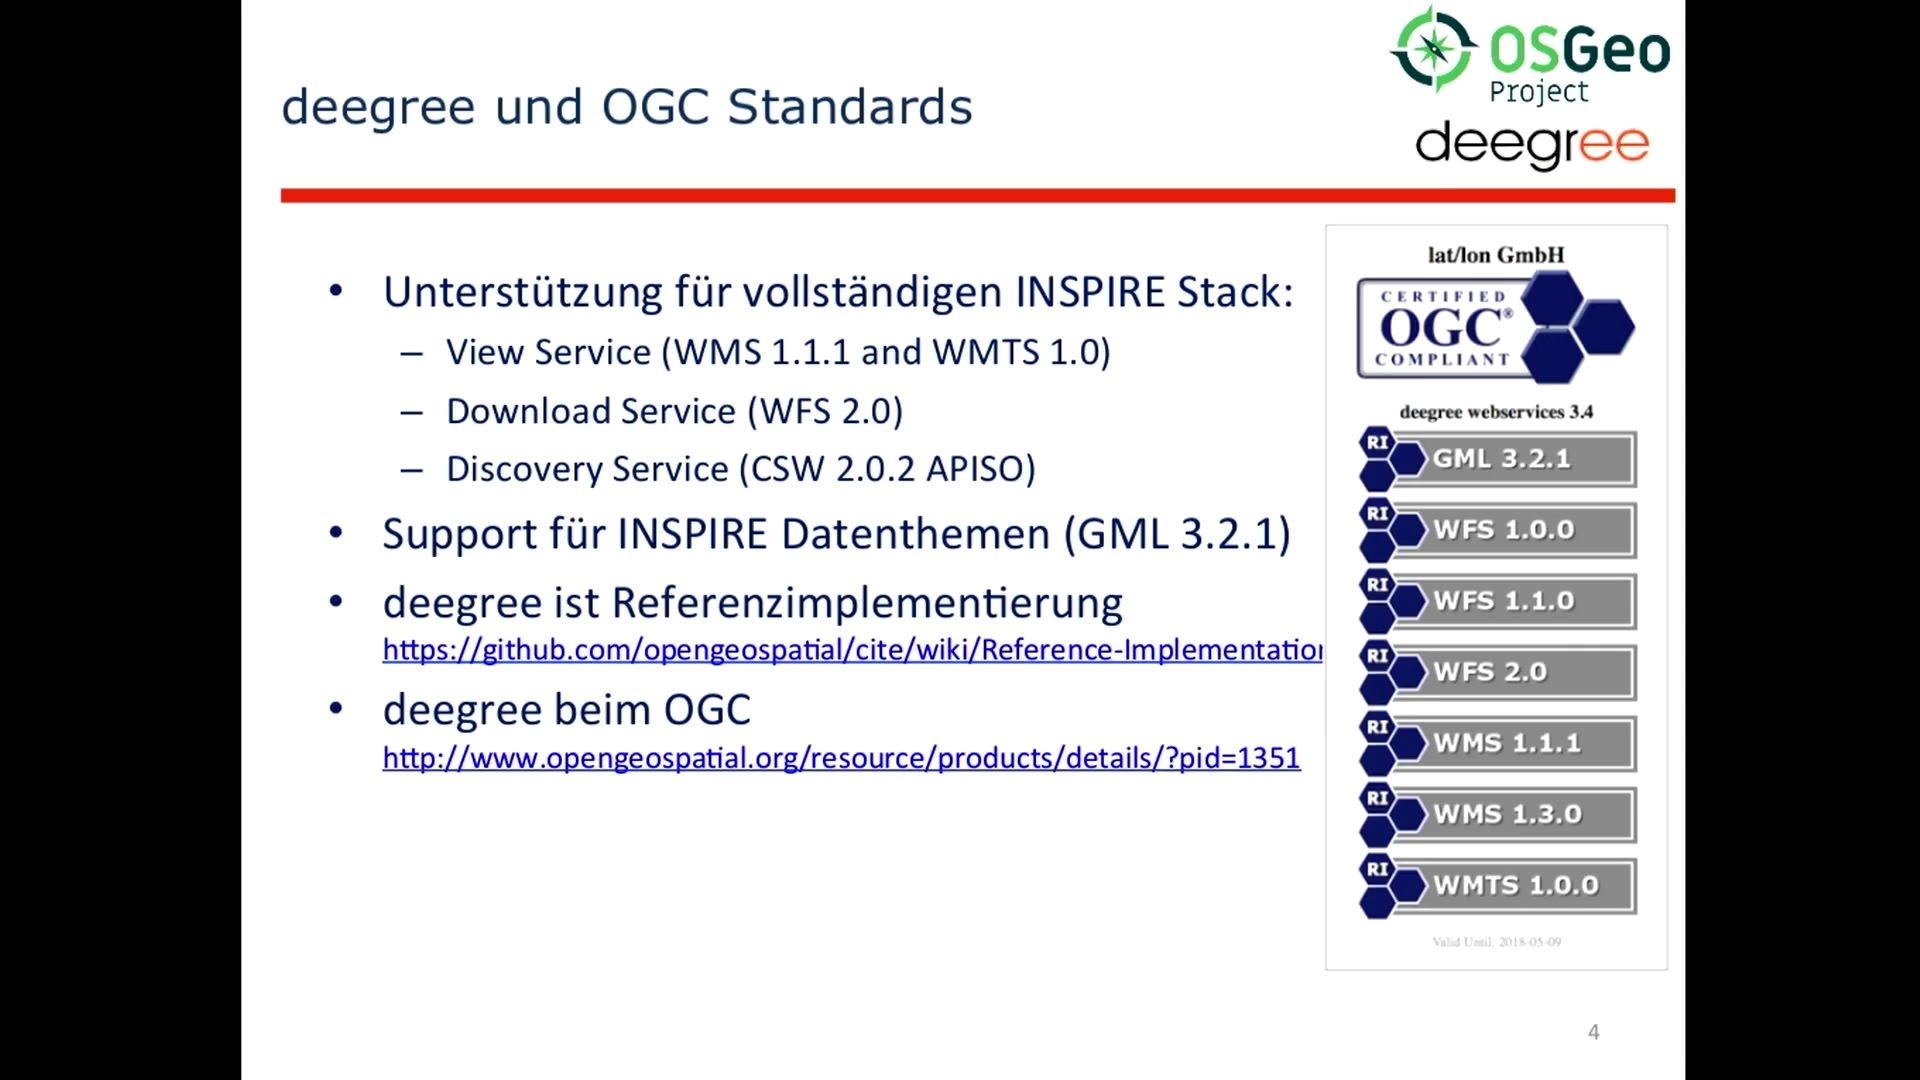 OSGeo
Project
deegree
deegree und OGC Standards
• Unterstützung für vollständigen INSPIRE Stack:
– View Service (WMS 1.1.1 and WMTS 1.0)
– Download Service (WFS 2.0)
– Discovery Service (CSW 2.0.2 APISO)
• Support für INSPIRE Datenthemen (GML 3.2.1)
• deegree ist Referenzimplementierung
https://github.com/opengeospatial/cite/wiki/Reference-Implementation
• deegree beim OGC
http://www.opengeospatial.org/resource/products/details/?pid=1351
lat/lon GmbH
CERTIFIED
OGC®
COMPLIANT
deegree webservices 3.4
RI GML 3.2.1
RI WFS 1.0.0
RI WFS 1.1.0
RI WFS 2.0
RI WMS 1.1.1
RI WMS 1.3.0
RI WMTS 1.0.0
Valid Until: 2018-05-09
4